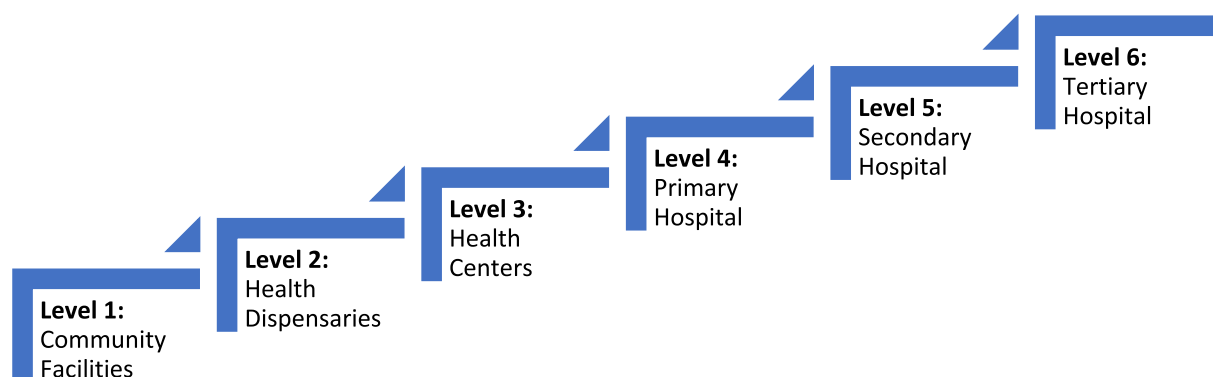 Level 1:
Community
Facilities
Level 2:
Health
Dispensaries
Level 3:
Health
Centers
Level 4:
Primary
Hospital
Level 5:
Secondary
Hospital
Level 6:
Tertiary
Hospital